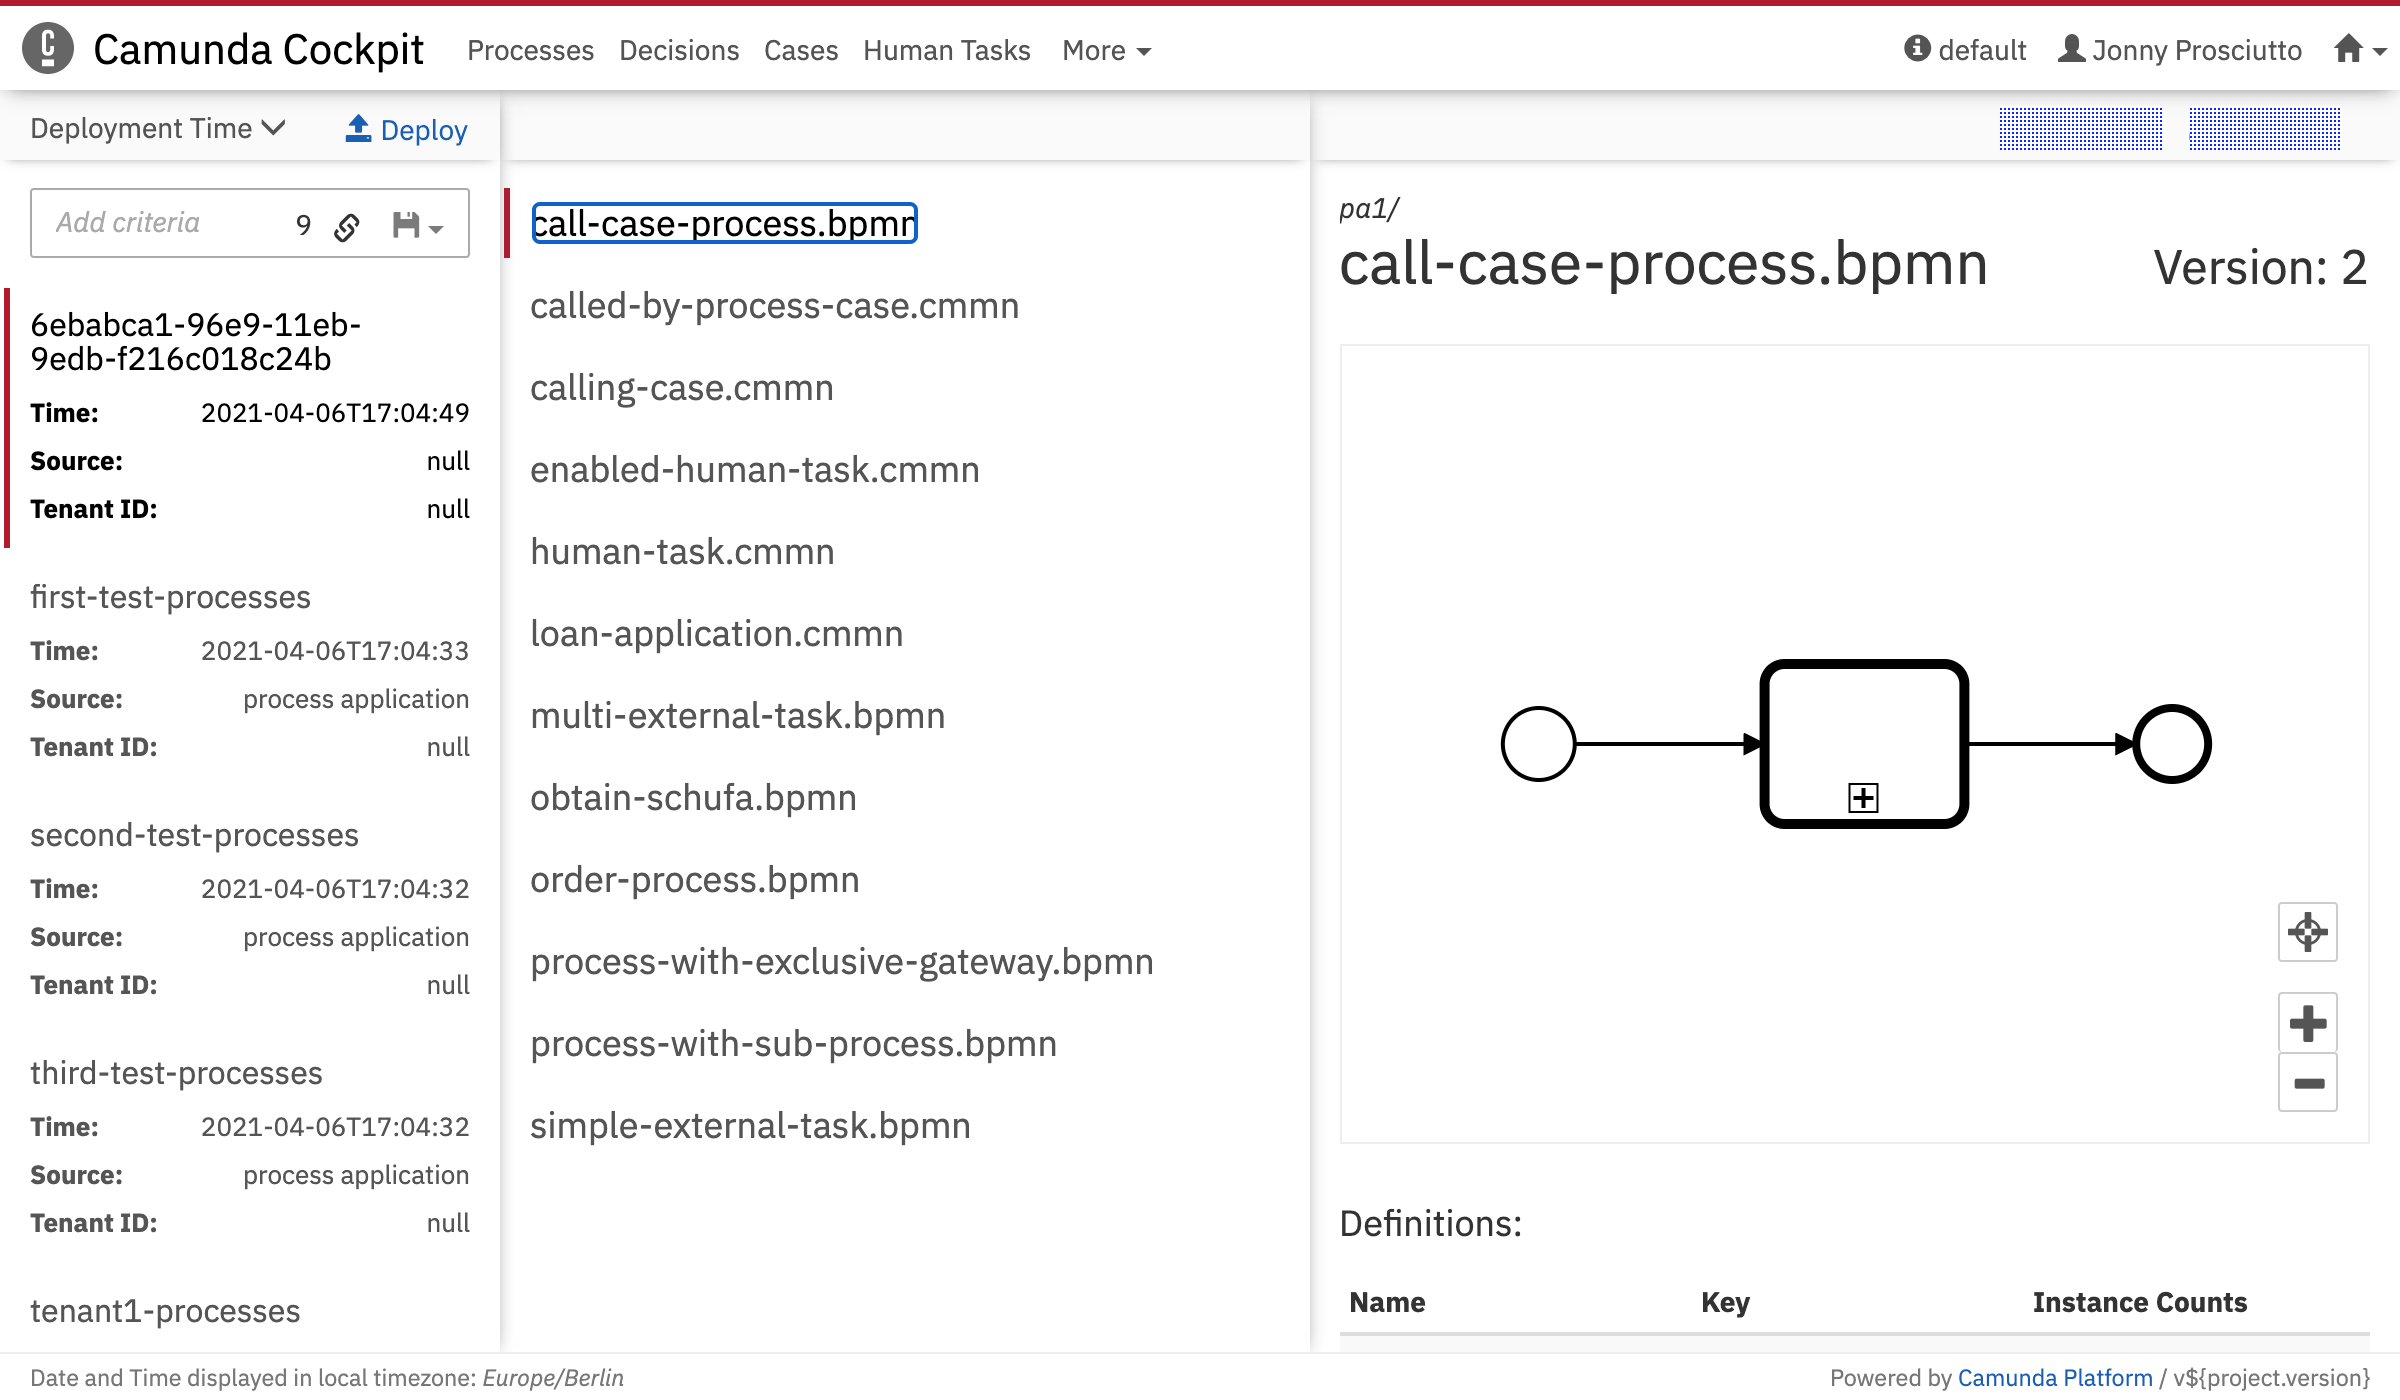 Camunda Cockpit Processes Decisions Cases Human Tasks More default Jonny Prosciutto
Deployment Time Deploy
Add criteria 9
6ebabca1-96e9-11eb-
9edb-f216c018c24b
Time: 2021-04-06T17:04:49
Source: null
Tenant ID: null
first-test-processes
Time: 2021-04-06T17:04:33
Source: process application
Tenant ID: null
second-test-processes
Time: 2021-04-06T17:04:32
Source: process application
Tenant ID: null
third-test-processes
Time: 2021-04-06T17:04:32
Source: process application
Tenant ID: null
tenant1-processes
call-case-process.bpmn
called-by-process-case.cmmn
calling-case.cmmn
enabled-human-task.cmmn
human-task.cmmn
loan-application.cmmn
multi-external-task.bpmn
obtain-schufa.bpmn
order-process.bpmn
process-with-exclusive-gateway.bpmn
process-with-sub-process.bpmn
simple-external-task.bpmn
pa1/
call-case-process.bpmn Version: 2
Definitions:
Name Key Instance Counts
Date and Time displayed in local timezone: Europe/Berlin
Powered by Camunda Platform / v${project.version}